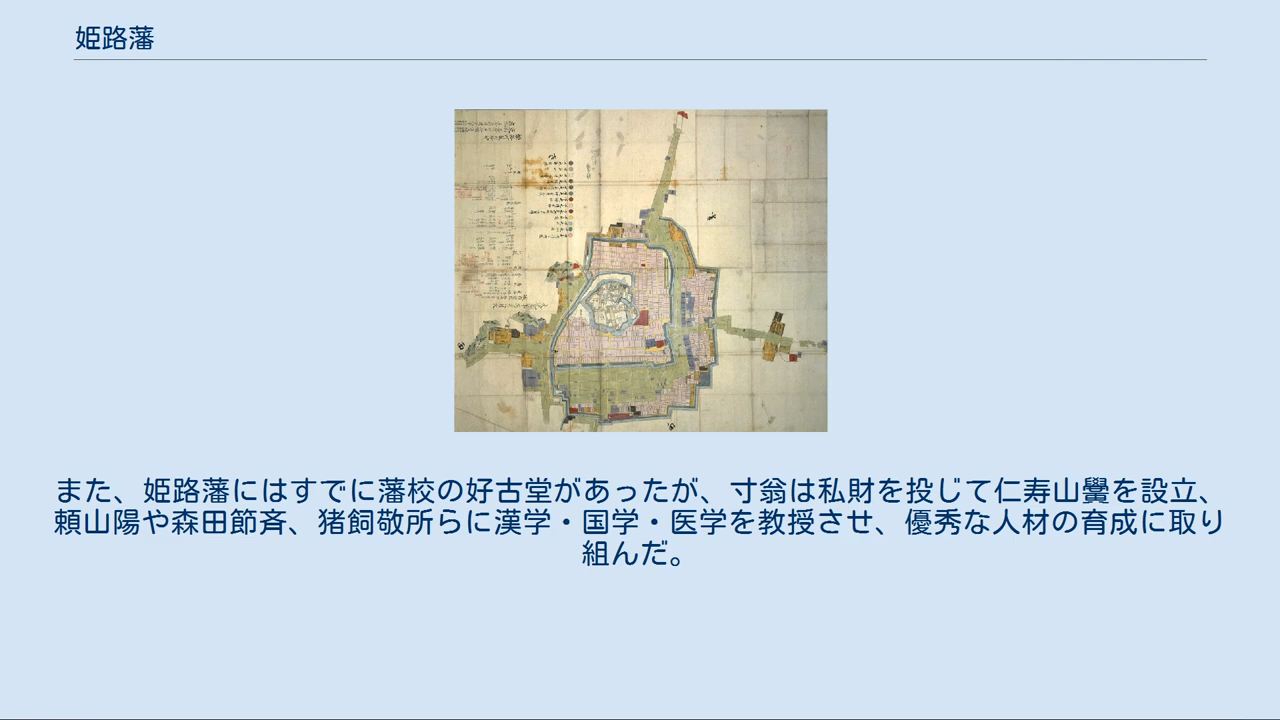 姫路藩
また、姫路藩にはすでに藩校の好古堂があったが、寸翁は私財を投じて仁寿山黌を設立、
頼山陽や森田節斉、猪飼敬所らに漢学・国学・医学を教授させ、優秀な人材の育成に取り
組んだ。